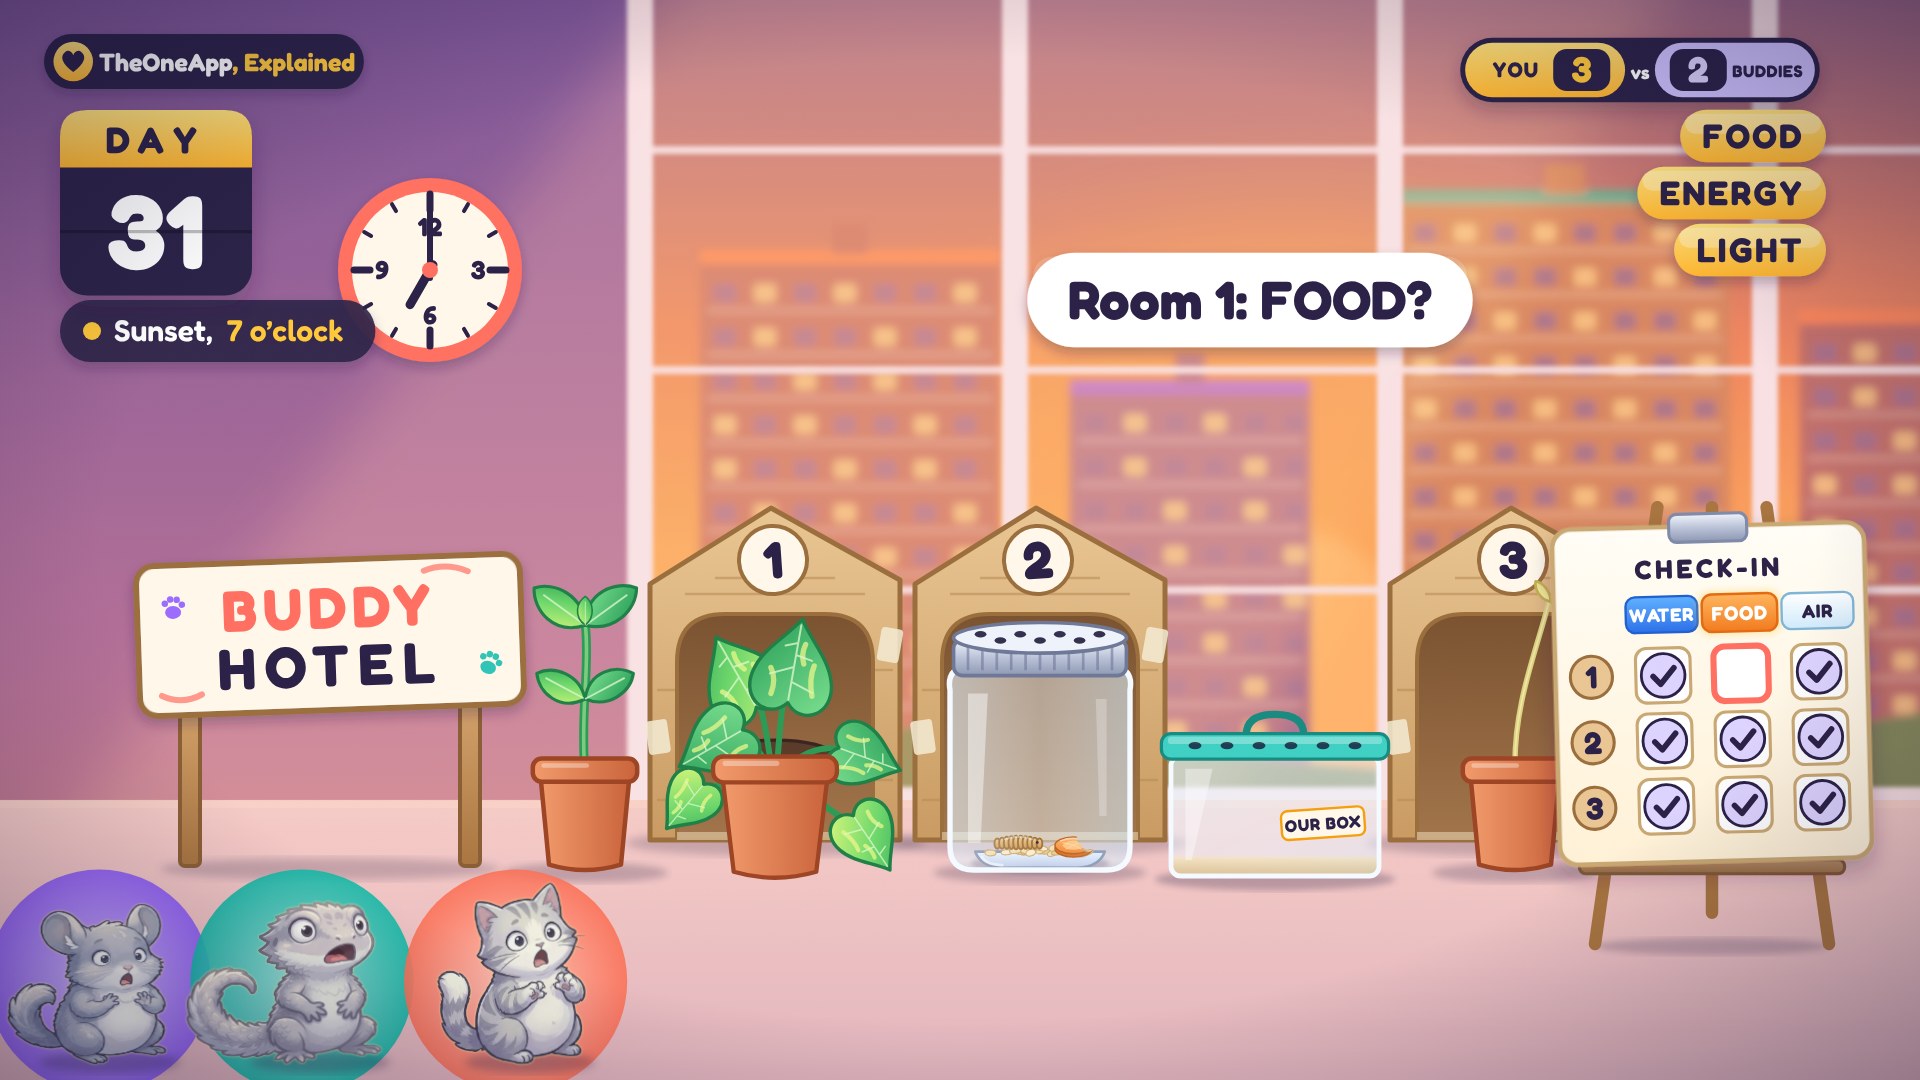 TheOneApp, Explained
DAY
31
Sunset, 7 o'clock
12
3
6
9
YOU 3 vs 2 BUDDIES
FOOD
ENERGY
LIGHT
Room 1: FOOD?
BUDDY
HOTEL
1
2
3
OUR BOX
CHECK-IN
WATER FOOD AIR
1
2
3